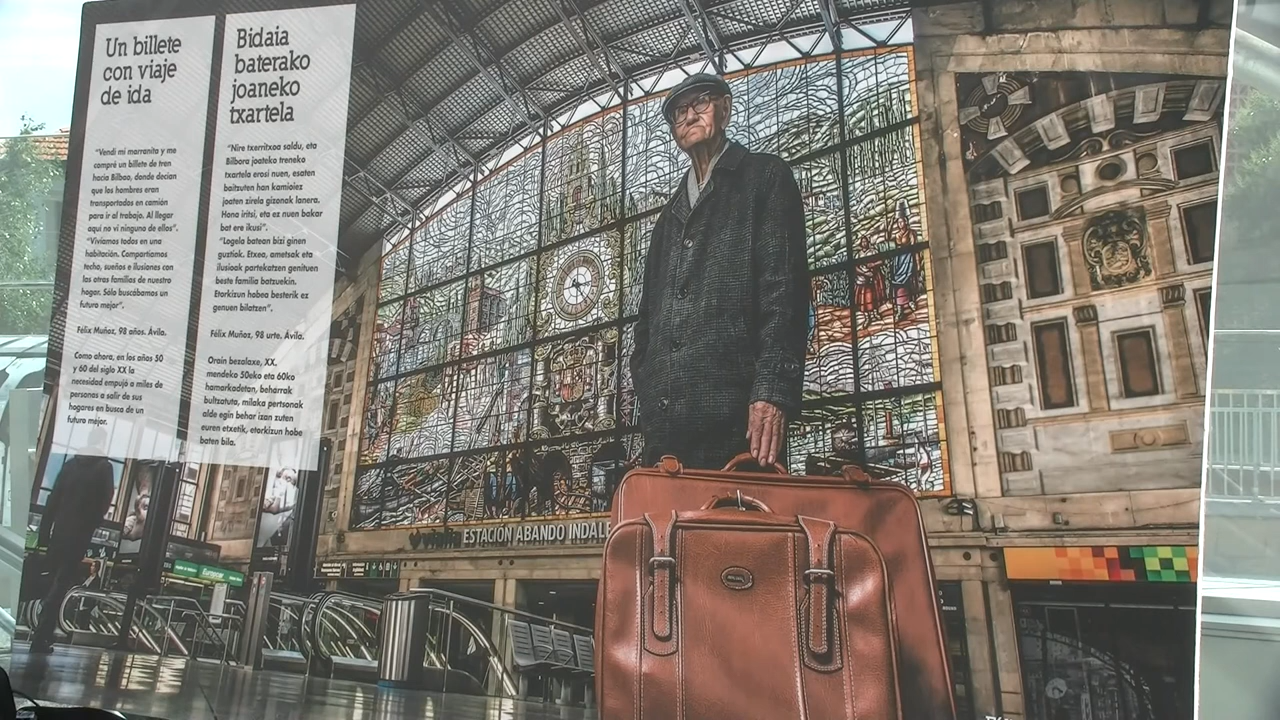 Un billete
con viaje
de ida
"Vendí mi marranita y me
compré un billete de tren
hacia Bilbao, donde decían
que los hombres eran
transportados en camión
para ir al trabajo. Al llegar
aquí no vi ninguno de ellos".
"Vivíamos todos en una
habitación. Compartíamos
techo, sueños e ilusiones con
las otras familias de nuestro
hogar. Sólo buscábamos un
futuro mejor".
Félix Muñoz, 98 años. Ávila.
Como ahora, en los años 50
y 60 del siglo XX la
necesidad empujó a miles de
personas a salir de sus
hogares en busca de un
futuro mejor.
Bidaia
baterako
joaneko
txartela
"Nire txerritxoa saldu, eta
Bilbora joateko treneko
txartela erosi nuen, esaten
baitzuten han kamioiez
joaten zirela gizonak lanera.
Hona iritsi, eta ez nuen bakar
bat ere ikusi".
"Logela batean bizi ginen
guztiok. Etxea, ametsak eta
ilusioak partekatzen genituen
beste familia batzuekin.
Etorkizun hobea besterik ez
genuen bilatzen".
Félix Muñoz, 98 urte. Ávila.
Orain bezalaxe, XX.
mendeko 50eko eta 60ko
hamarkadetan, beharrak
bultzatuta, milaka pertsonak
alde egin behar izan zuten
euren etxetik, etorkizun hobe
baten bila.
ESTACIÓN ABANDO INDALE